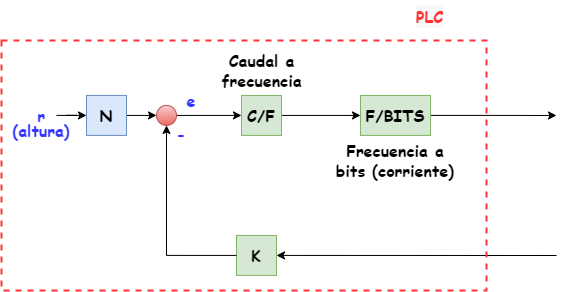 PLC
Caudal a
frecuencia
r
(altura)
N
e
-
C/F
F/BITS
Frecuencia a
bits (corriente)
K